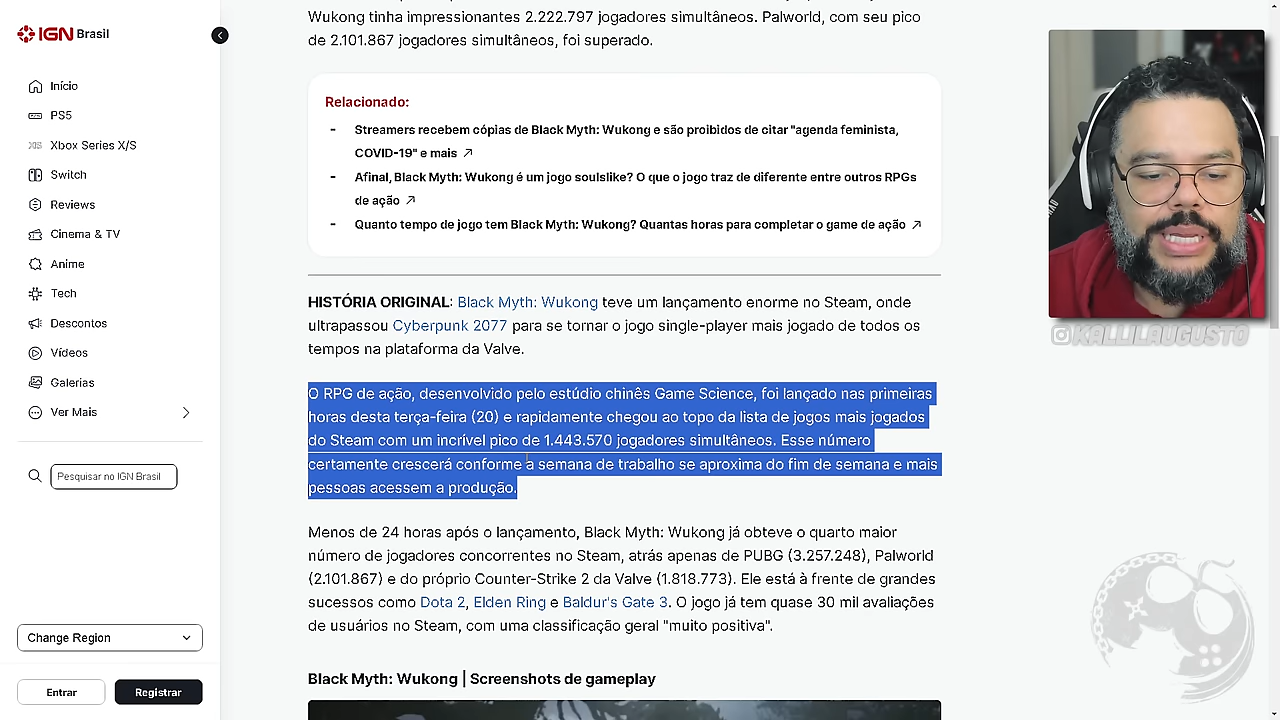 IGN Brasil
Início
PS5
Xbox Series X/S
Switch
Reviews
Cinema & TV
Anime
Tech
Descontos
Vídeos
Galerias
Ver Mais
Pesquisar no IGN Brasil
Change Region
Entrar
Registrar
Wukong tinha impressionantes 2.222.797 jogadores simultâneos. Palworld, com seu pico
de 2.101.867 jogadores simultâneos, foi superado.
Relacionado:
- Streamers recebem cópias de Black Myth: Wukong e são proibidos de citar "agenda feminista,
COVID-19" e mais
- Afinal, Black Myth: Wukong é um jogo soulslike? O que o jogo traz de diferente entre outros RPGs
de ação
- Quanto tempo de jogo tem Black Myth: Wukong? Quantas horas para completar o game de ação
HISTÓRIA ORIGINAL: Black Myth: Wukong teve um lançamento enorme no Steam, onde
ultrapassou Cyberpunk 2077 para se tornar o jogo single-player mais jogado de todos os
tempos na plataforma da Valve.
O RPG de ação, desenvolvido pelo estúdio chinês Game Science, foi lançado nas primeiras
horas desta terça-feira (20) e rapidamente chegou ao topo da lista de jogos mais jogados
do Steam com um incrível pico de 1.443.570 jogadores simultâneos. Esse número
certamente crescerá conforme a semana de trabalho se aproxima do fim de semana e mais
pessoas acessem a produção.
Menos de 24 horas após o lançamento, Black Myth: Wukong já obteve o quarto maior
número de jogadores concorrentes no Steam, atrás apenas de PUBG (3.257.248), Palworld
(2.101.867) e do próprio Counter-Strike 2 da Valve (1.818.773). Ele está à frente de grandes
sucessos como Dota 2, Elden Ring e Baldur's Gate 3. O jogo já tem quase 30 mil avaliações
de usuários no Steam, com uma classificação geral "muito positiva".
Black Myth: Wukong | Screenshots de gameplay
KALLILAUGUSTO